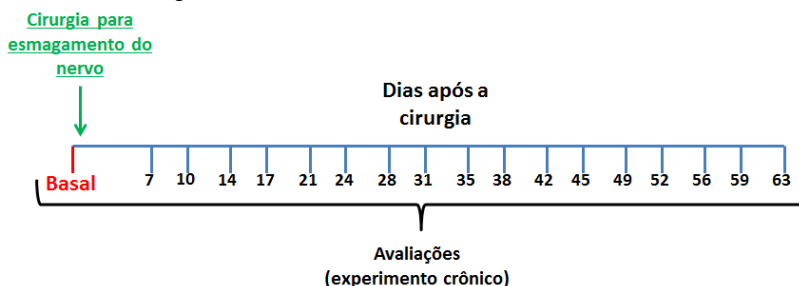 Cirurgia para
esmagamento do
nervo
Dias após a
cirurgia
Basal 7 10 14 17 21 24 28 31 35 38 42 45 49 52 56 59 63
Avaliações
(experimento crônico)